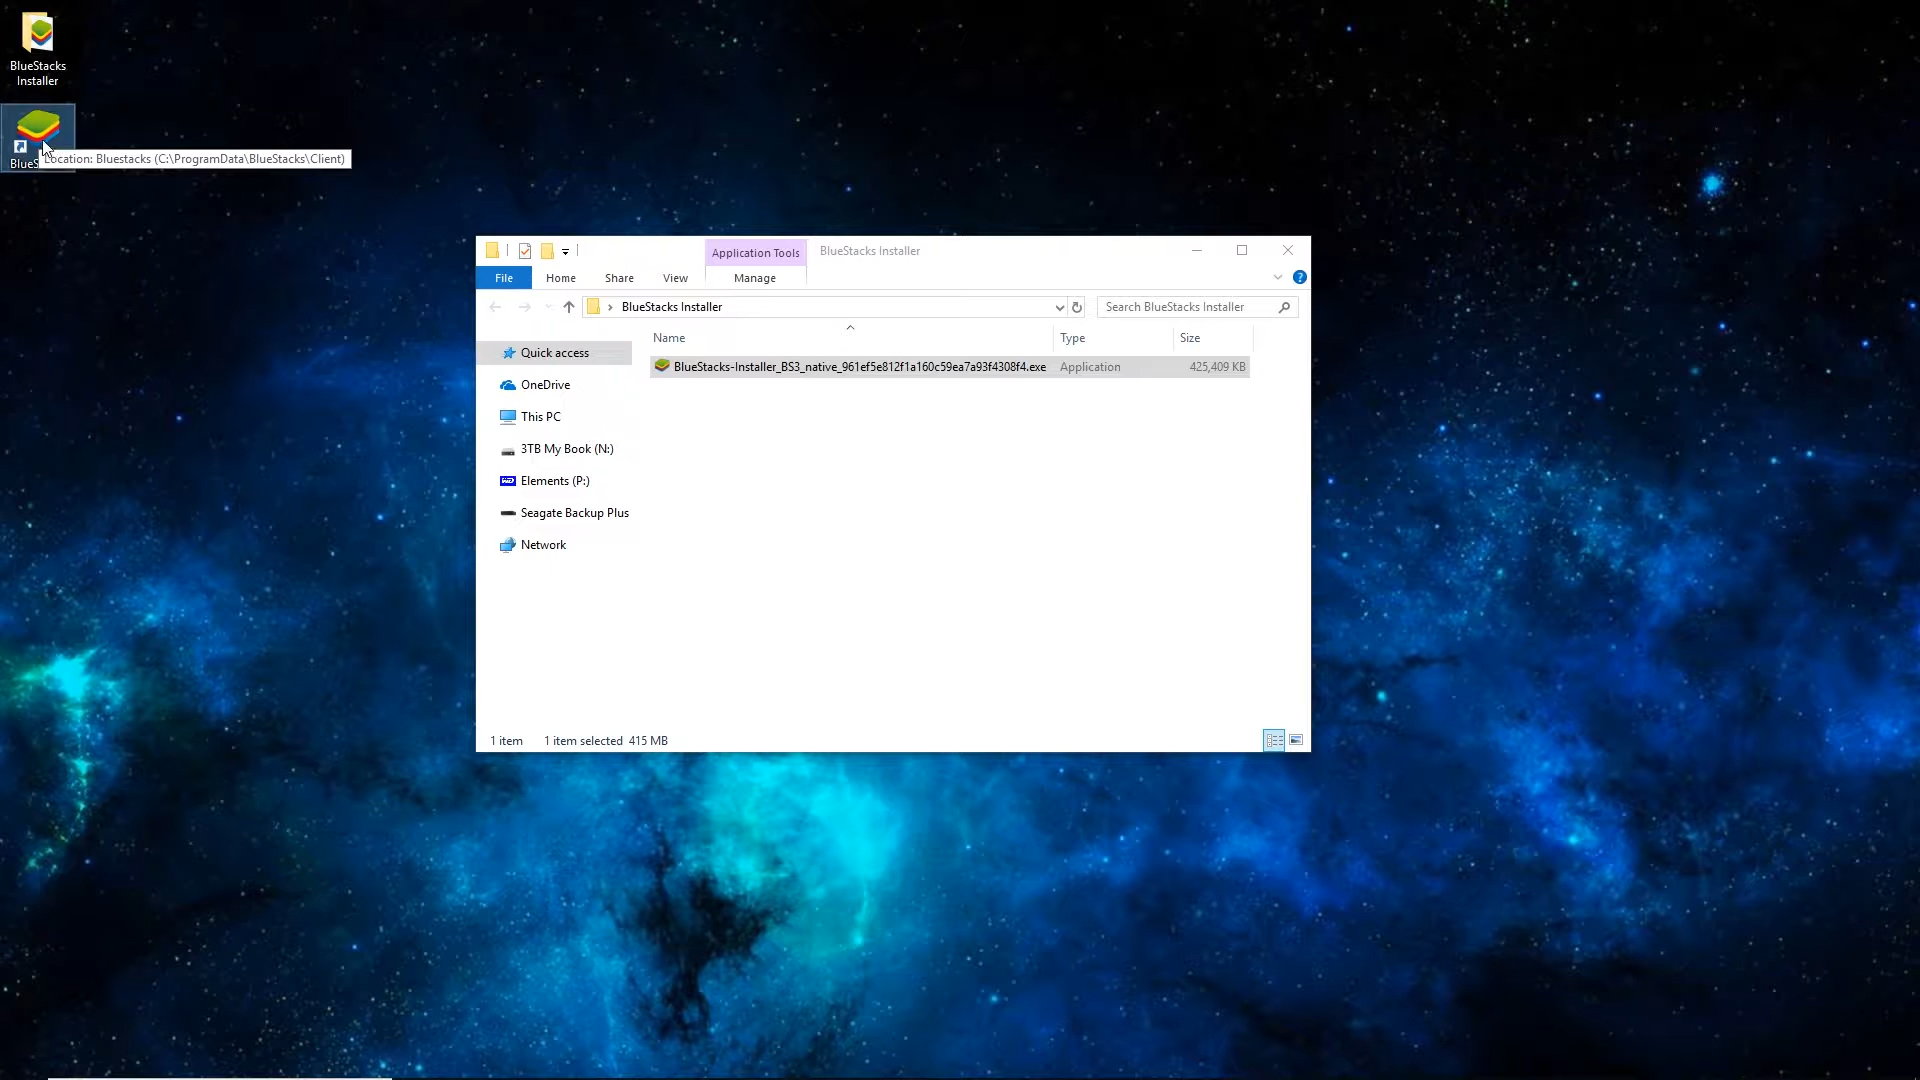 BlueStacks
Installer
BlueS
Location: Bluestacks (C:\ProgramData\BlueStacks\Client)
Application Tools
BlueStacks Installer
File
Home
Share
View
Manage
BlueStacks Installer
Search BlueStacks Installer
Name
Type
Size
BlueStacks-Installer_BS3_native_961ef5e812f1a160c59ea7a93f4308f4.exe
Application
425,409 KB
Quick access
OneDrive
This PC
3TB My Book (N:)
Elements (P:)
Seagate Backup Plus
Network
1 item
1 item selected 415 MB